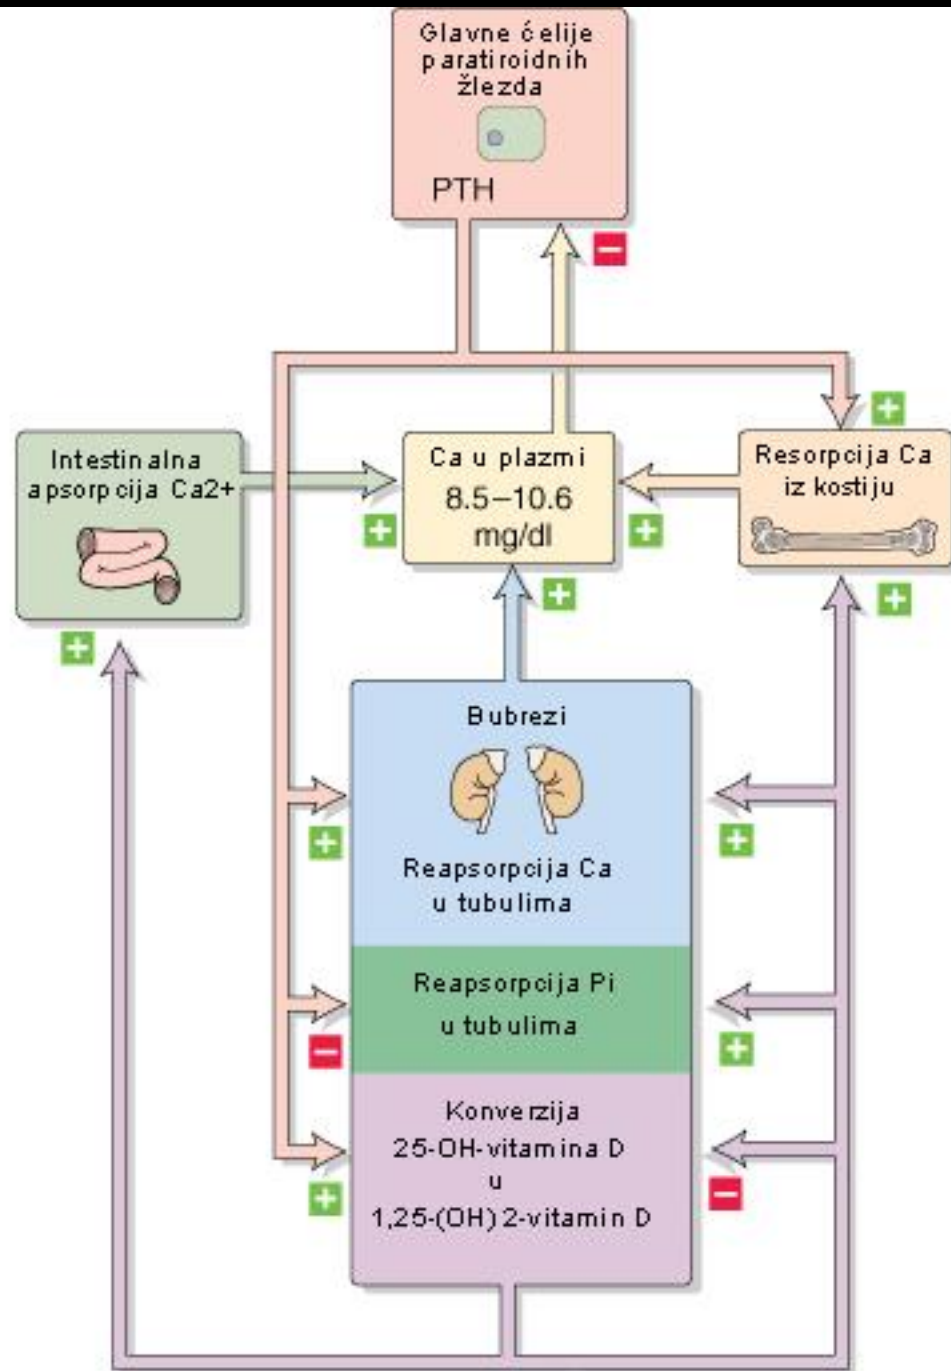 Glavne ćelije
paratiroidnih
žlezda
PTH
Intestinalna
apsorpcija Ca2+
Ca u plazmi
8.5–10.6
mg/dl
Resorpcija Ca
iz kostiju
Bubrezi
Reapsorpcija Ca
u tubulima
Reapsorpcija Pi
u tubulima
Konverzija
25-OH-vitamina D
u
1,25-(OH) 2-vitamin D